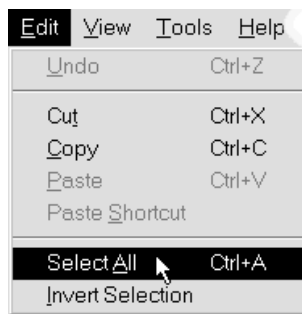 Edit View Tools Help
Undo Ctrl+Z
Cut Ctrl+X
Copy Ctrl+C
Paste Ctrl+V
Paste Shortcut
Select All Ctrl+A
Invert Selection